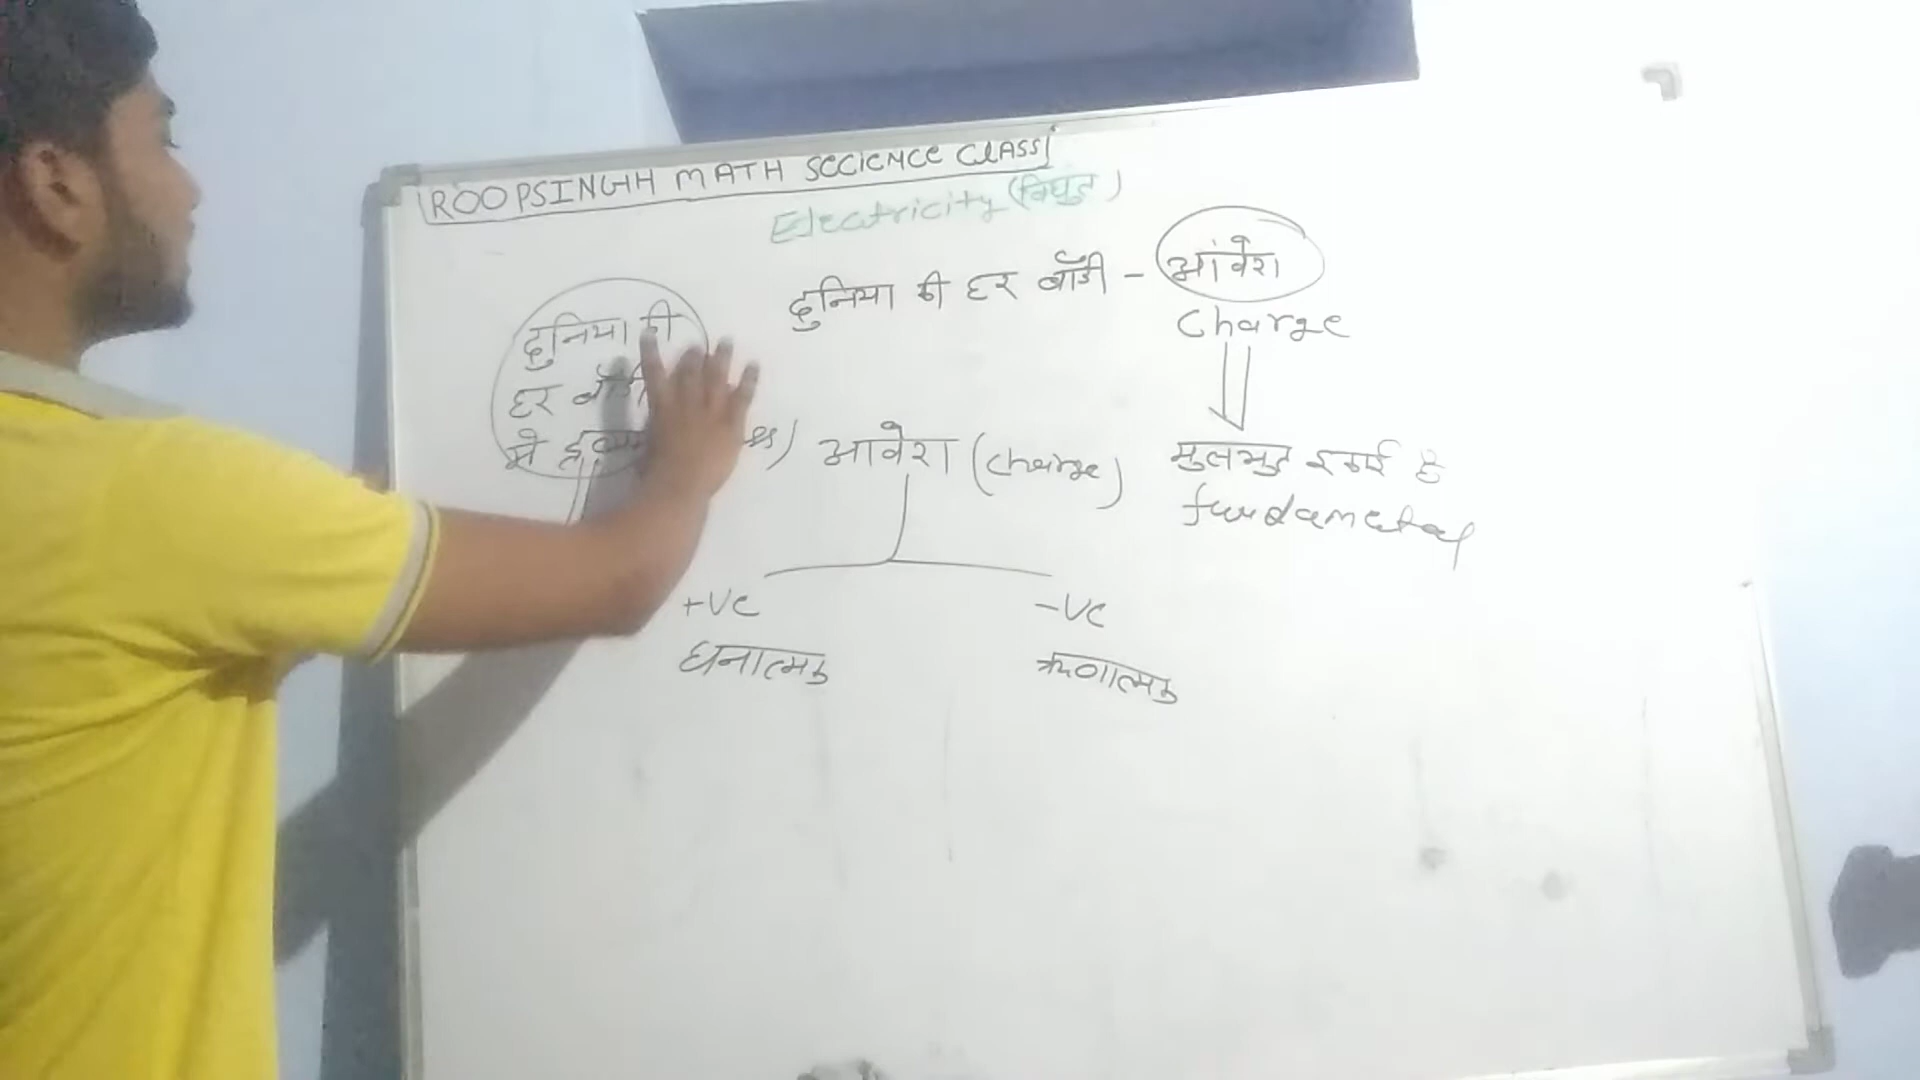 ROOPSINGH MATH SCCIENCE CLASS
Electricity (विघुत)
दुनिया की हर बॉडी - आंवेश
Charge
दुनिया की
हर बॉडी
मे
आवेश (charge)
मुलभुत इकाई है
fundametal
+VC
-VC
धनात्मक
ऋणात्मक